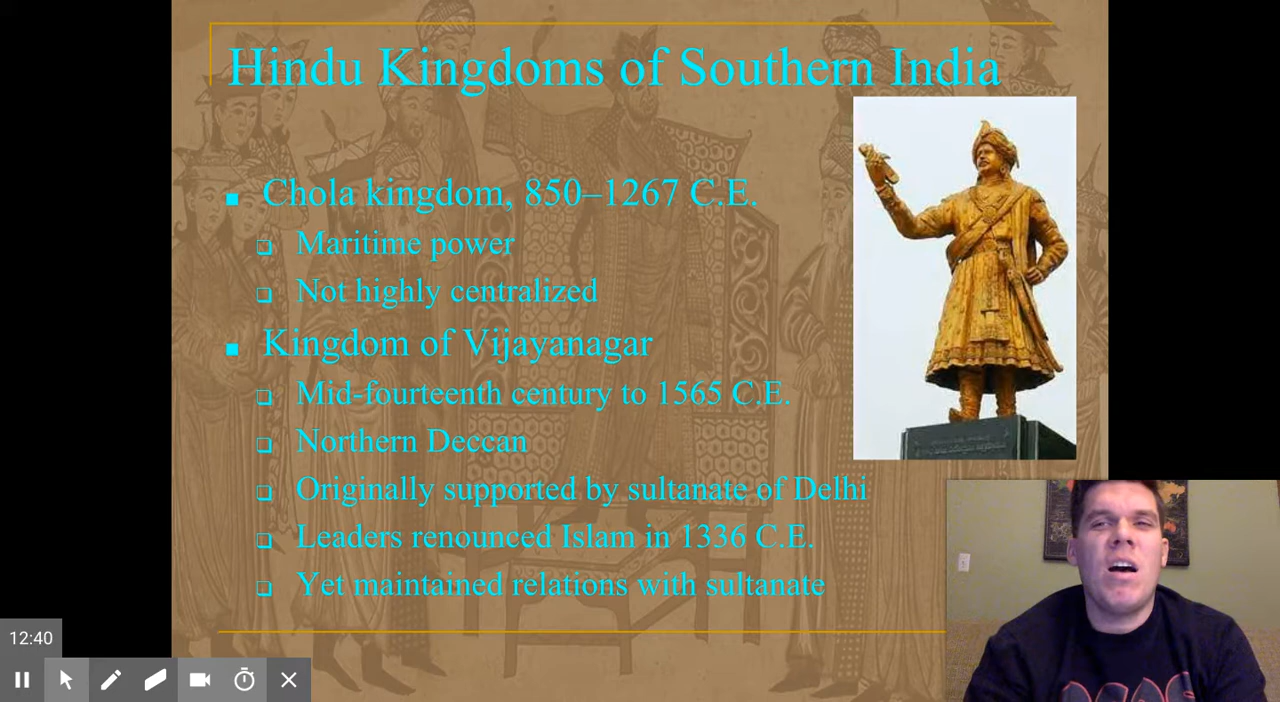 Hindu Kingdoms of Southern India
Chola kingdom, 850–1267 C.E.
Maritime power
Not highly centralized
Kingdom of Vijayanagar
Mid-fourteenth century to 1565 C.E.
Northern Deccan
Originally supported by sultanate of Delhi
Leaders renounced Islam in 1336 C.E.
Yet maintained relations with sultanate
12:40